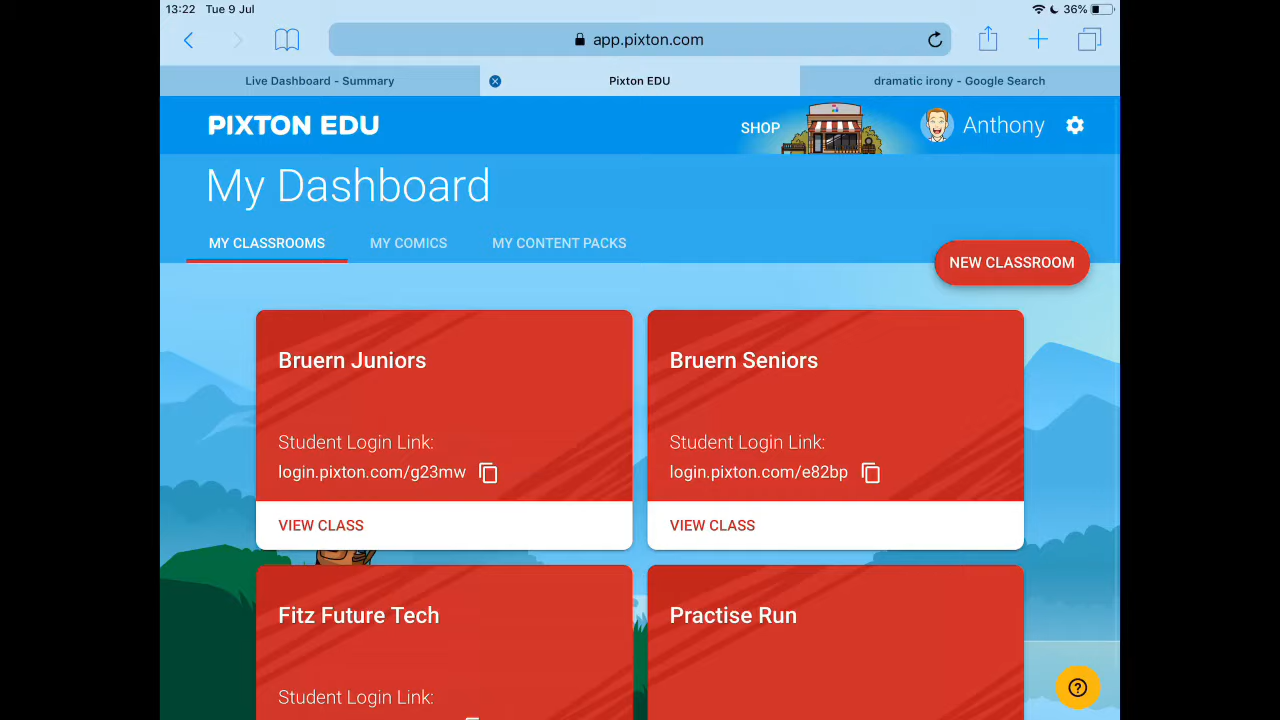 13:22 Tue 9 Jul 36%
app.pixton.com
Live Dashboard - Summary Pixton EDU dramatic irony - Google Search
PIXTON EDU SHOP Anthony
My Dashboard
MY CLASSROOMS MY COMICS MY CONTENT PACKS
NEW CLASSROOM
Bruern Juniors Bruern Seniors
Student Login Link: Student Login Link:
login.pixton.com/g23mw login.pixton.com/e82bp
VIEW CLASS VIEW CLASS
Fitz Future Tech Practise Run
Student Login Link: